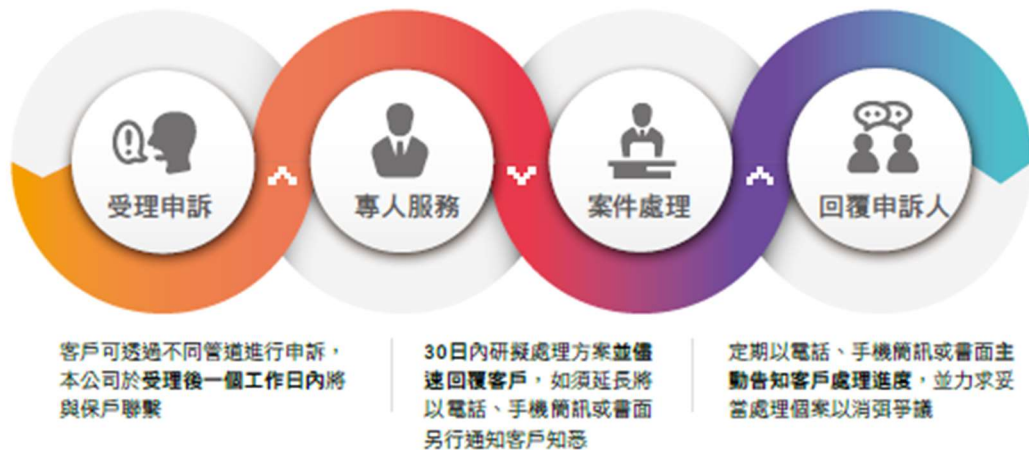 受理申訴
專人服務
案件處理
回覆申訴人
客戶可透過不同管道進行申訴，
本公司於受理後一個工作日內將
與保戶聯繫
30日內研擬處理方案並儘
速回覆客戶，如須延長將
以電話、手機簡訊或書面
另行通知客戶知悉
定期以電話、手機簡訊或書面主
動告知客戶處理進度，並力求妥
當處理個案以消弭爭議